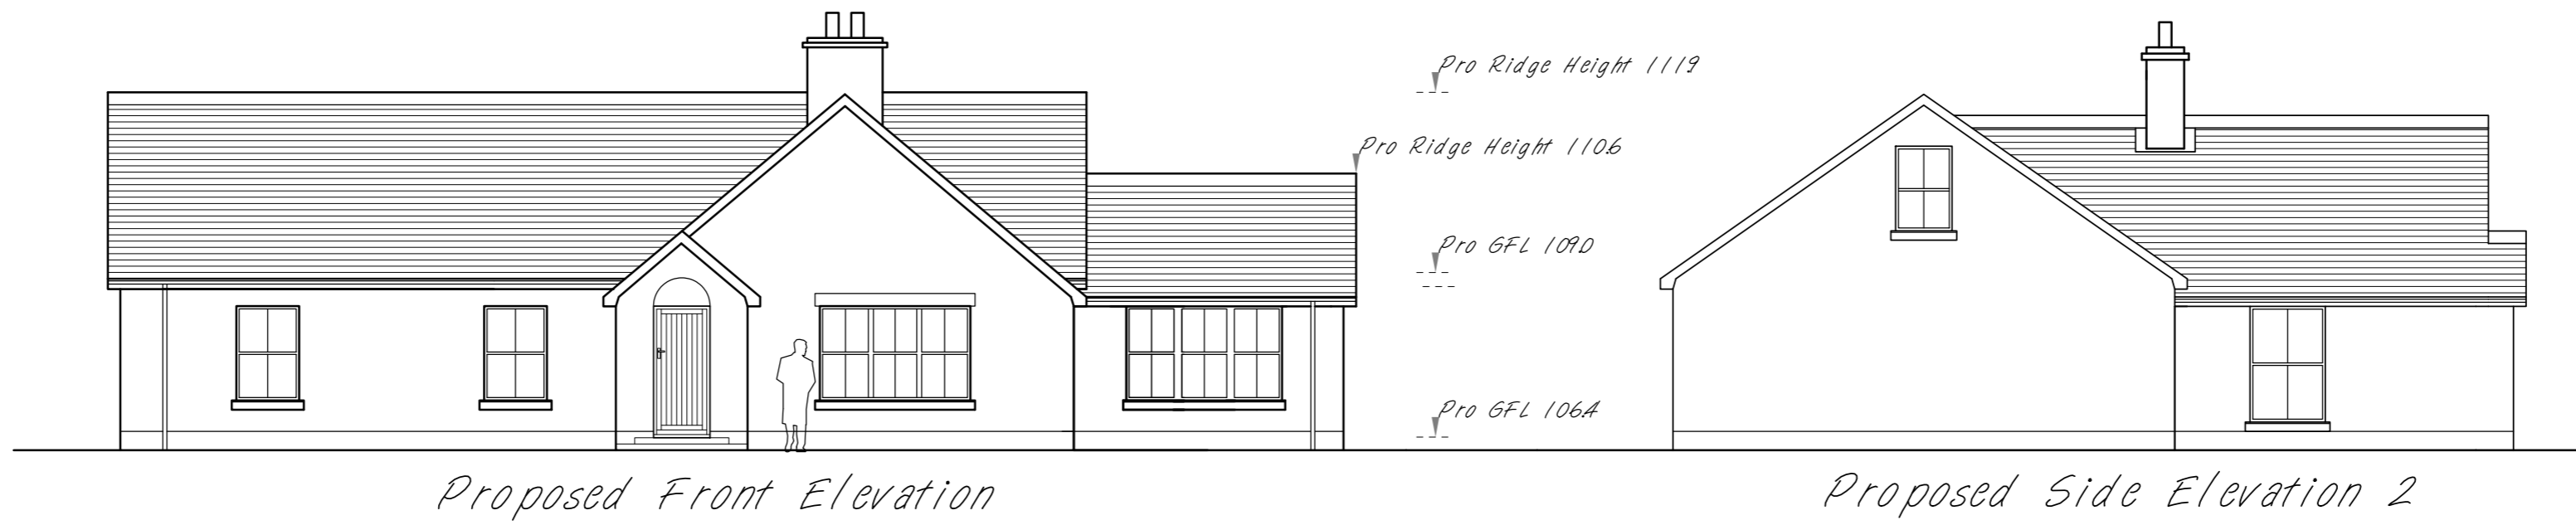 Pro Ridge Height 111.9
Pro Ridge Height 110.6
Pro GFL 109.0
Pro GFL 106.4
Proposed Front Elevation
Proposed Side Elevation 2